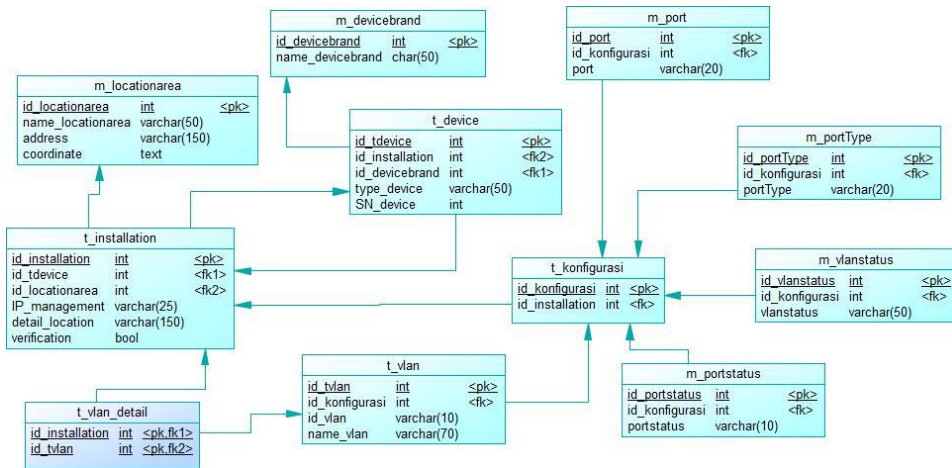 m_devicebrand
id_devicebrand int <pk>
name_devicebrand char(50)
m_port
id_port int <pk>
id_konfigurasi int <fk>
port varchar(20)
m_locationarea
id_locationarea int <pk>
name_locationarea varchar(50)
address varchar(150)
coordinate text
t_device
id_tdevice int <pk>
id_installation int <fk2>
id_devicebrand int <fk1>
type_device varchar(50)
SN_device int
m_portType
id_portType int <pk>
id_konfigurasi int <fk>
portType varchar(20)
t_installation
id_installation int <pk>
id_tdevice int <fk1>
id_locationarea int <fk2>
IP_management varchar(25)
detail_location varchar(150)
verification bool
t_konfigurasi
id_konfigurasi int <pk>
id_installation int <fk>
m_vlanstatus
id_vlanstatus int <pk>
id_konfigurasi int <fk>
vlanstatus varchar(50)
t_vlan
id_tvlan int <pk>
id_konfigurasi int <fk>
id_vlan varchar(10)
name_vlan varchar(70)
m_portstatus
id_portstatus int <pk>
id_konfigurasi int <fk>
portstatus varchar(10)
t_vlan_detail
id_installation int <pk,fk1>
id_tvlan int <pk,fk2>